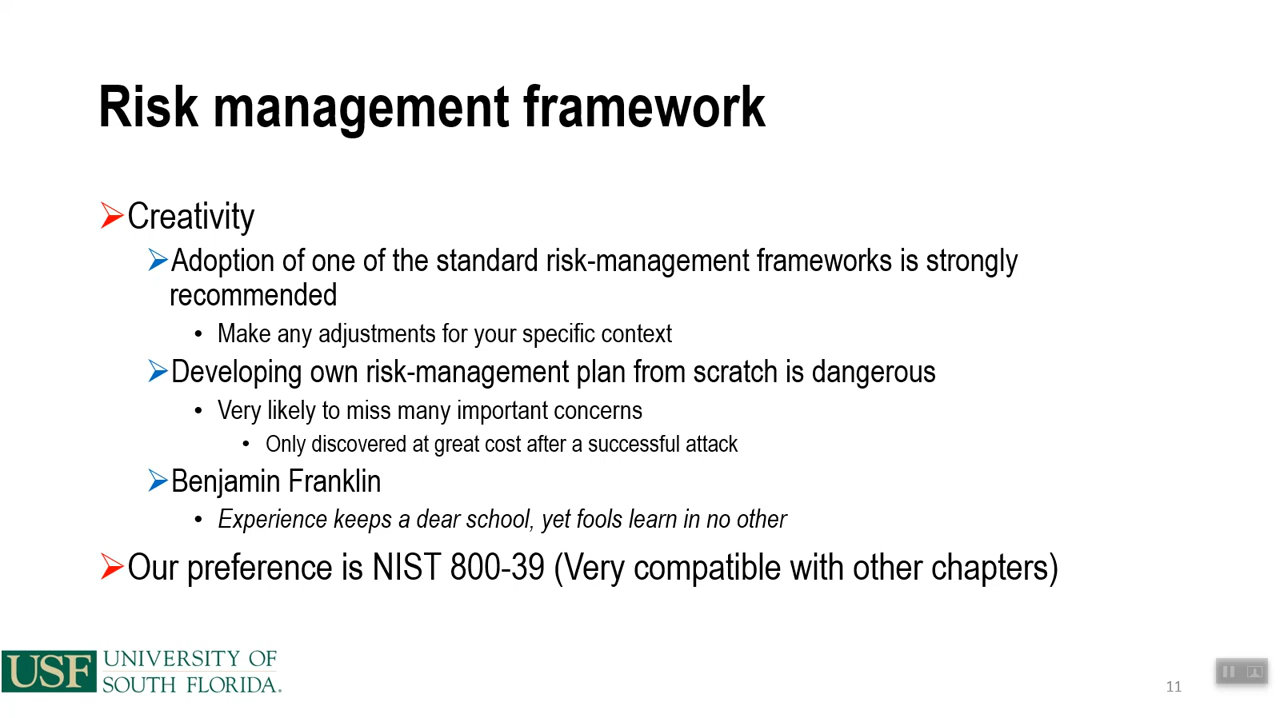 Risk management framework
Creativity
Adoption of one of the standard risk-management frameworks is strongly
recommended
• Make any adjustments for your specific context
Developing own risk-management plan from scratch is dangerous
• Very likely to miss many important concerns
• Only discovered at great cost after a successful attack
Benjamin Franklin
• Experience keeps a dear school, yet fools learn in no other
Our preference is NIST 800-39 (Very compatible with other chapters)
USF UNIVERSITY OF
SOUTH FLORIDA.
11